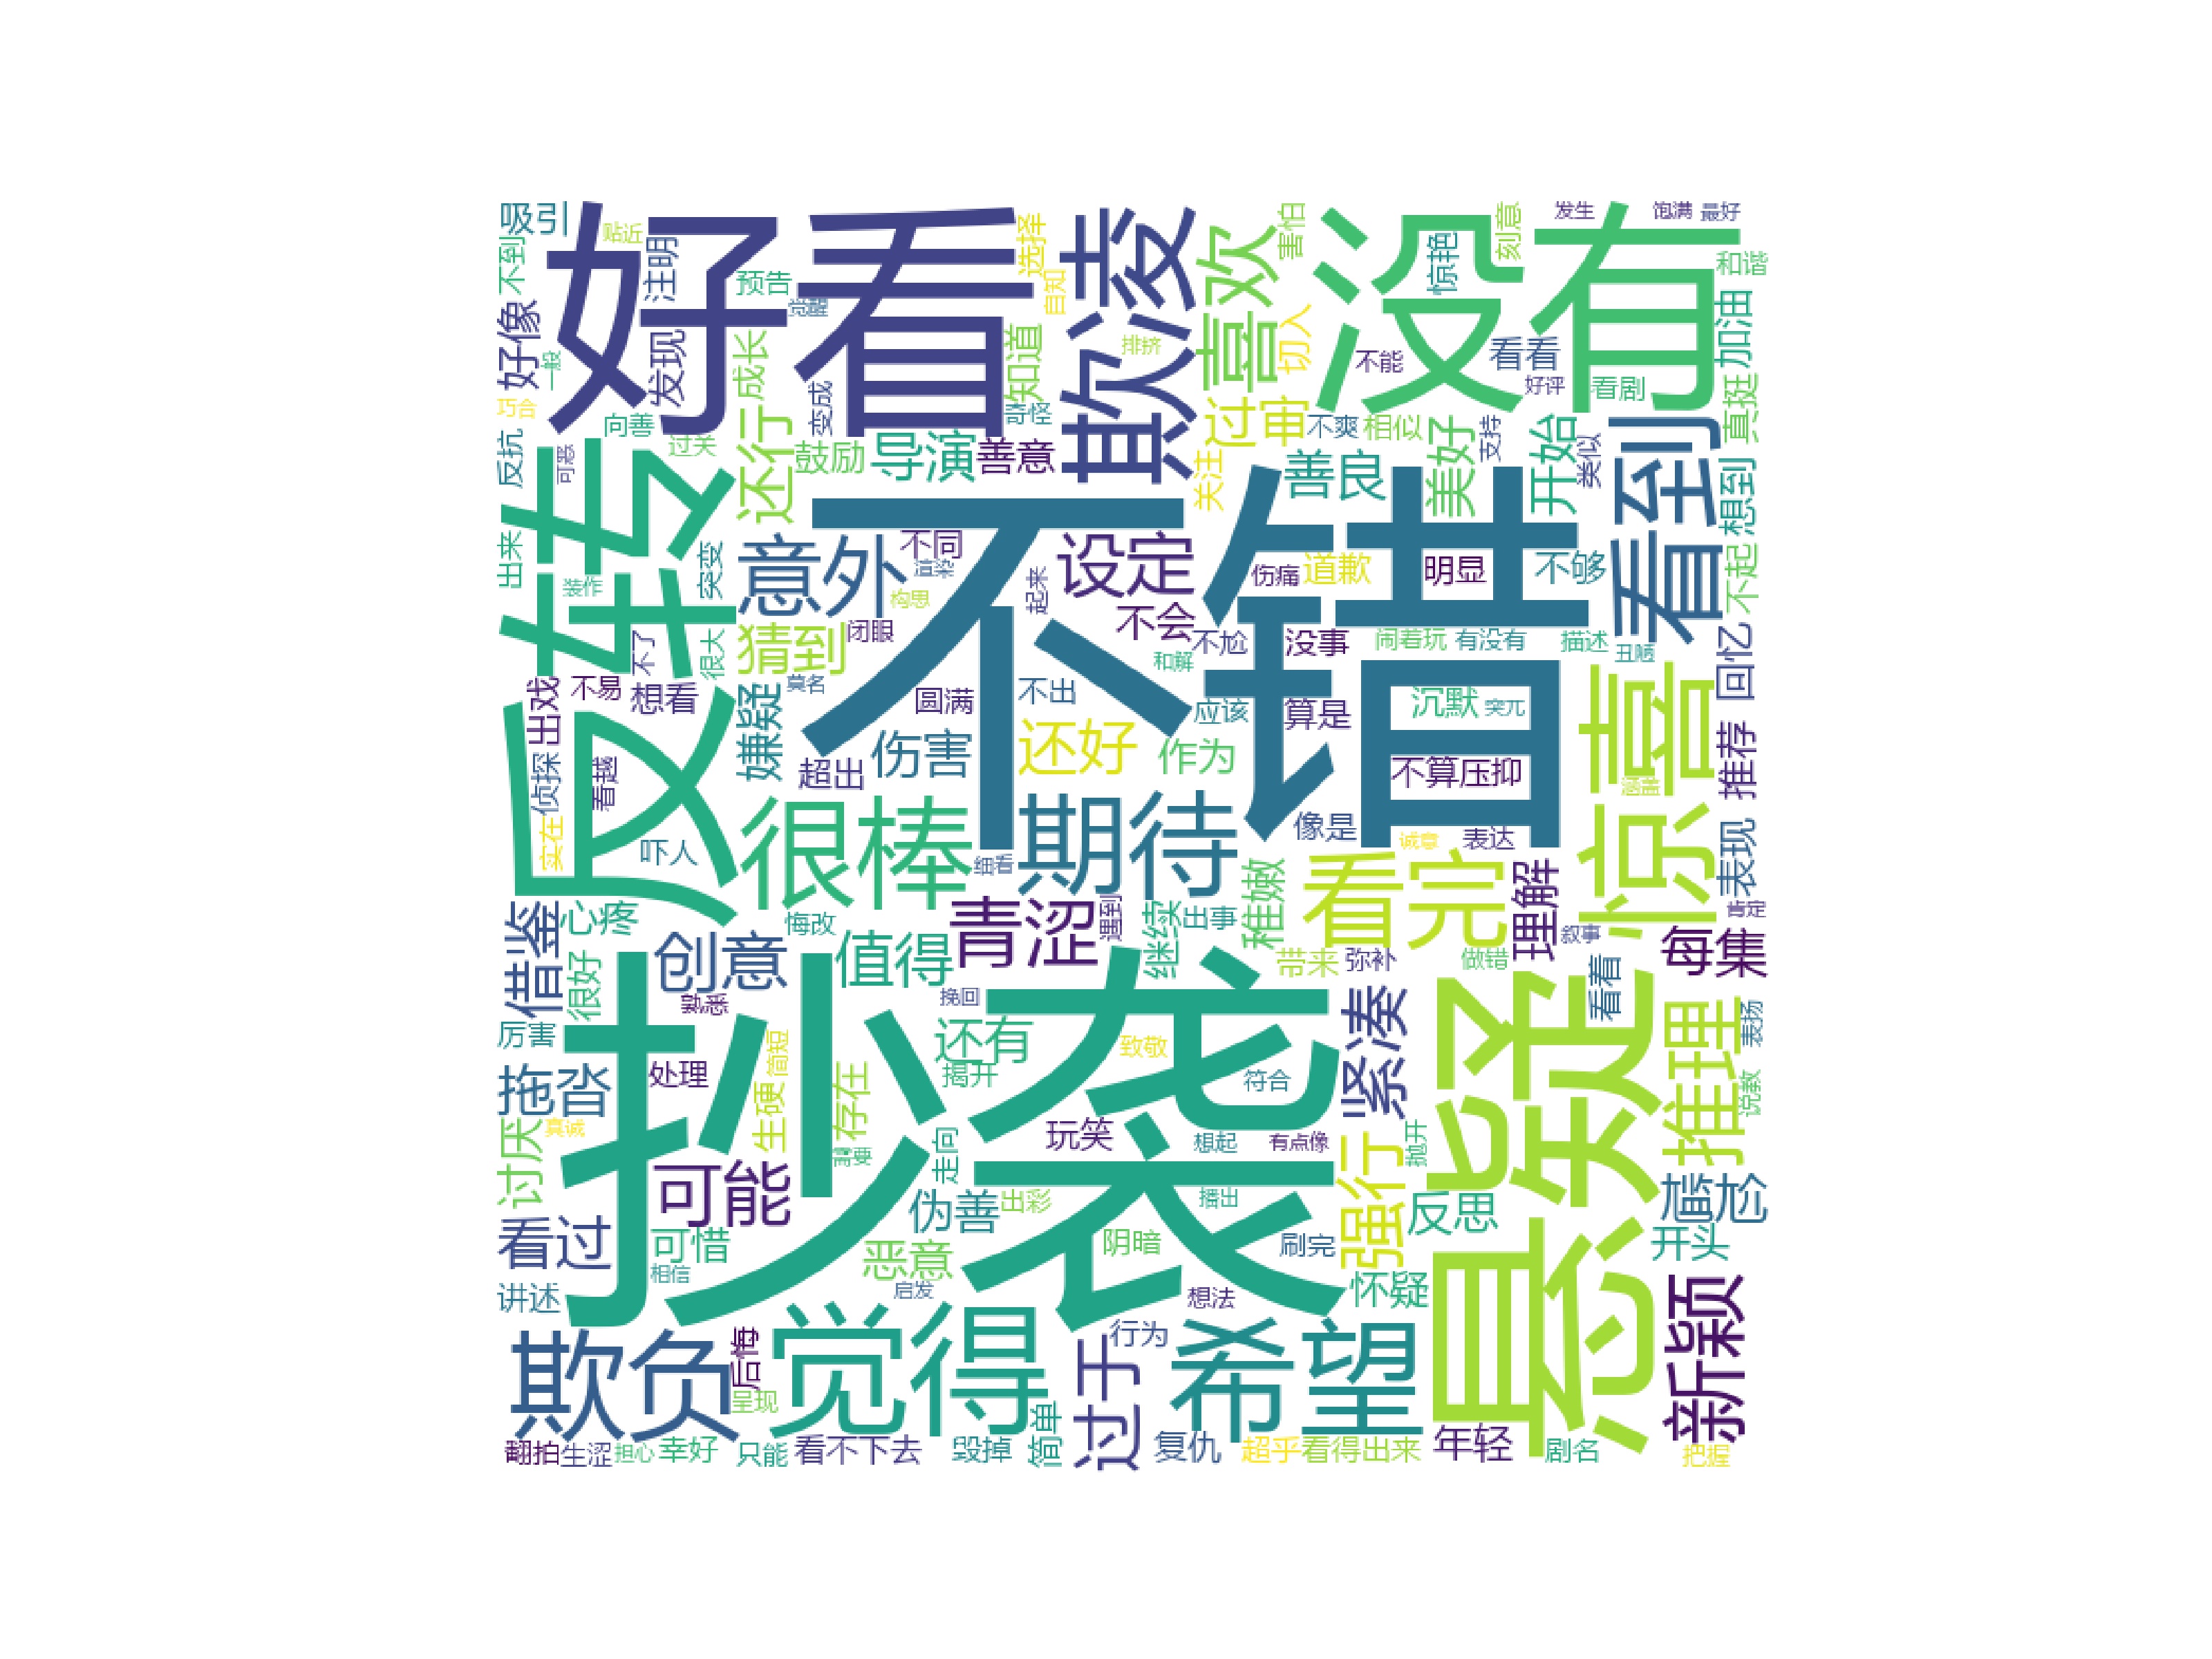 吸引
贴近
好看
选择
欺凌
喜欢
害怕
没有
刻意
发生
饱满
最好
不到
注明
预告
自知
惊艳
和谐
好像
发现
成长
知道
排挤
切入
不能
看看
加油
一般
变成
好评
看剧
巧合
向善
还行
奇怪
过审
不爽
相似
美好
支持
开始
看到
真挺
反抗
可恶
过关
鼓励
导演
善意
关注
善良
类似
想到
反转
不错
出来
装作
突变
意外
不同
设定
伤痛
道歉
明显
不够
不起
构思
起来
不会
很大
猜到
闭眼
不尬
没事
闹着玩
有没有
描述
丑陋
回忆
不了
和解
出戏
不易
想看
嫌疑
莫名
圆满
不出
应该
算是
沉默
突兀
惊喜
侦探
看越
超出
伤害
还好
作为
不算压抑
推荐
实在
吓人
很棒
期待
像是
表达
诚意
细看
看完
表现
借鉴
心疼
悔改
青涩
遇到
继续
出事
稚嫩
理解
叙事
肯定
很好
创意
值得
带来
弥补
做错
看着
每集
抄袭
挽回
悬疑
厉害
还有
致敬
紧凑
推理
表扬
拖沓
处理
生硬
简短
存在
揭开
符合
说教
讨厌
真诚
走向
玩笑
想起
有点像
强行
抛开
可能
伪善
出彩
播出
反思
尴尬
看过
可惜
恶意
阴暗
刷完
开头
讲述
相信
启发
想法
怀疑
新颖
欺负
后悔
觉得
过于
行为
希望
呈现
简单
翻拍
生涩
担心
幸好
只能
看不下去
毁掉
复仇
超乎
看得出来
年轻
剧名
把握